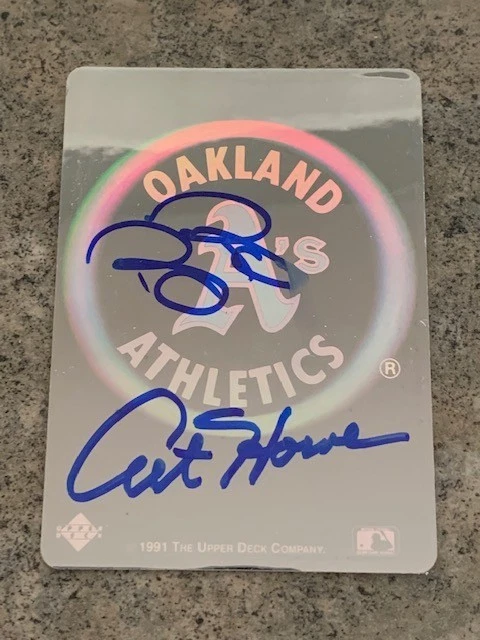 OAKLAND
A's
ATHLETICS
®
Art Howe
1991 THE UPPER DECK COMPANY.